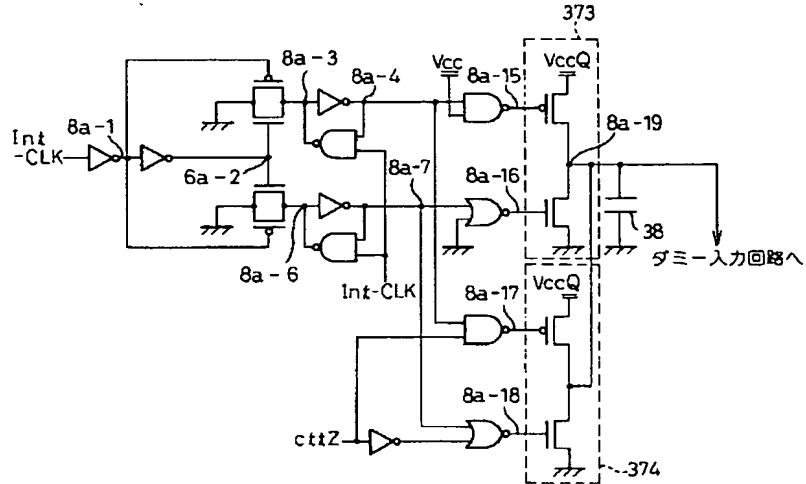 373
8a-3
8a-4
Vcc
8a-15
VccQ
8a-1
8a-19
Int
-CLK
6a-2
8a-7
8a-16
38
8a-6
Int-CLK
ダミー入力回路へ
VccQ
8a-17
8a-18
cttZ
374